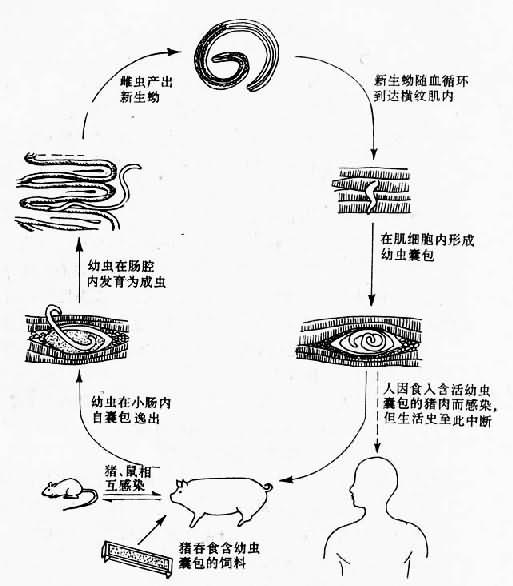 雌虫产出
新生蚴
新生蚴随血循环
到达横纹肌内
在肌细胞内形成
幼虫囊包
幼虫在肠腔
内发育为成虫
人因食入含活幼虫
囊包的猪肉而感染，
但生活史至此中断
幼虫在小肠内
自囊包逸出
猪、鼠相
互感染
猪吞食含幼虫
囊包的饲料